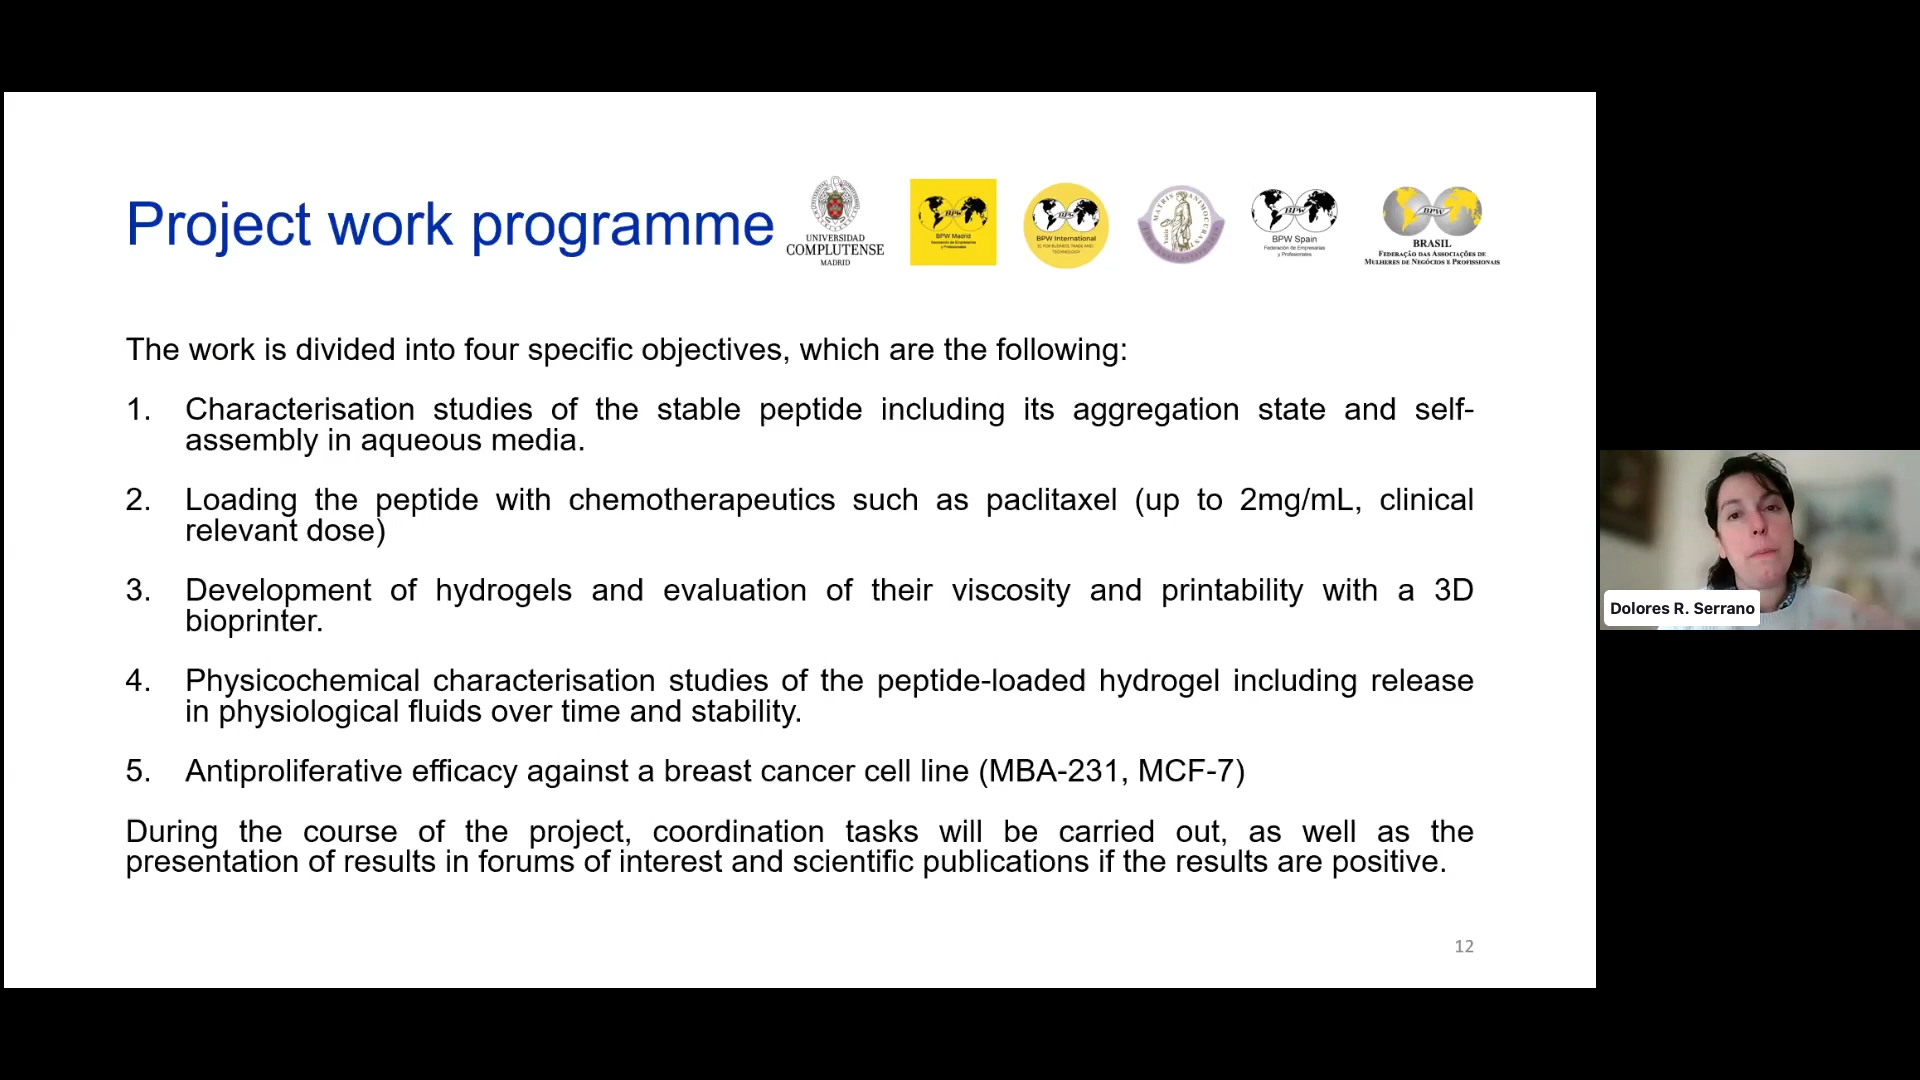 Project work programme
UNIVERSIDAD
COMPLUTENSE
MADRID
BPW
BPW Madrid
Asociación de Empresarias
y Profesionales
BPW
BPW International
TECHNOLOGY
BPW
BPW Spain
Federación de Empresarias
y Profesionales
BPW
BRASIL
FEDERAÇÃO DAS ASSOCIAÇÕES DE
MULHERES DE NEGÓCIOS E PROFISSIONAIS
The work is divided into four specific objectives, which are the following:
1. Characterisation studies of the stable peptide including its aggregation state and self-
assembly in aqueous media.
2. Loading the peptide with chemotherapeutics such as paclitaxel (up to 2mg/mL, clinical
relevant dose)
3. Development of hydrogels and evaluation of their viscosity and printability with a 3D
bioprinter.
4. Physicochemical characterisation studies of the peptide-loaded hydrogel including release
in physiological fluids over time and stability.
5. Antiproliferative efficacy against a breast cancer cell line (MBA-231, MCF-7)
During the course of the project, coordination tasks will be carried out, as well as the
presentation of results in forums of interest and scientific publications if the results are positive.
12
Dolores R. Serrano